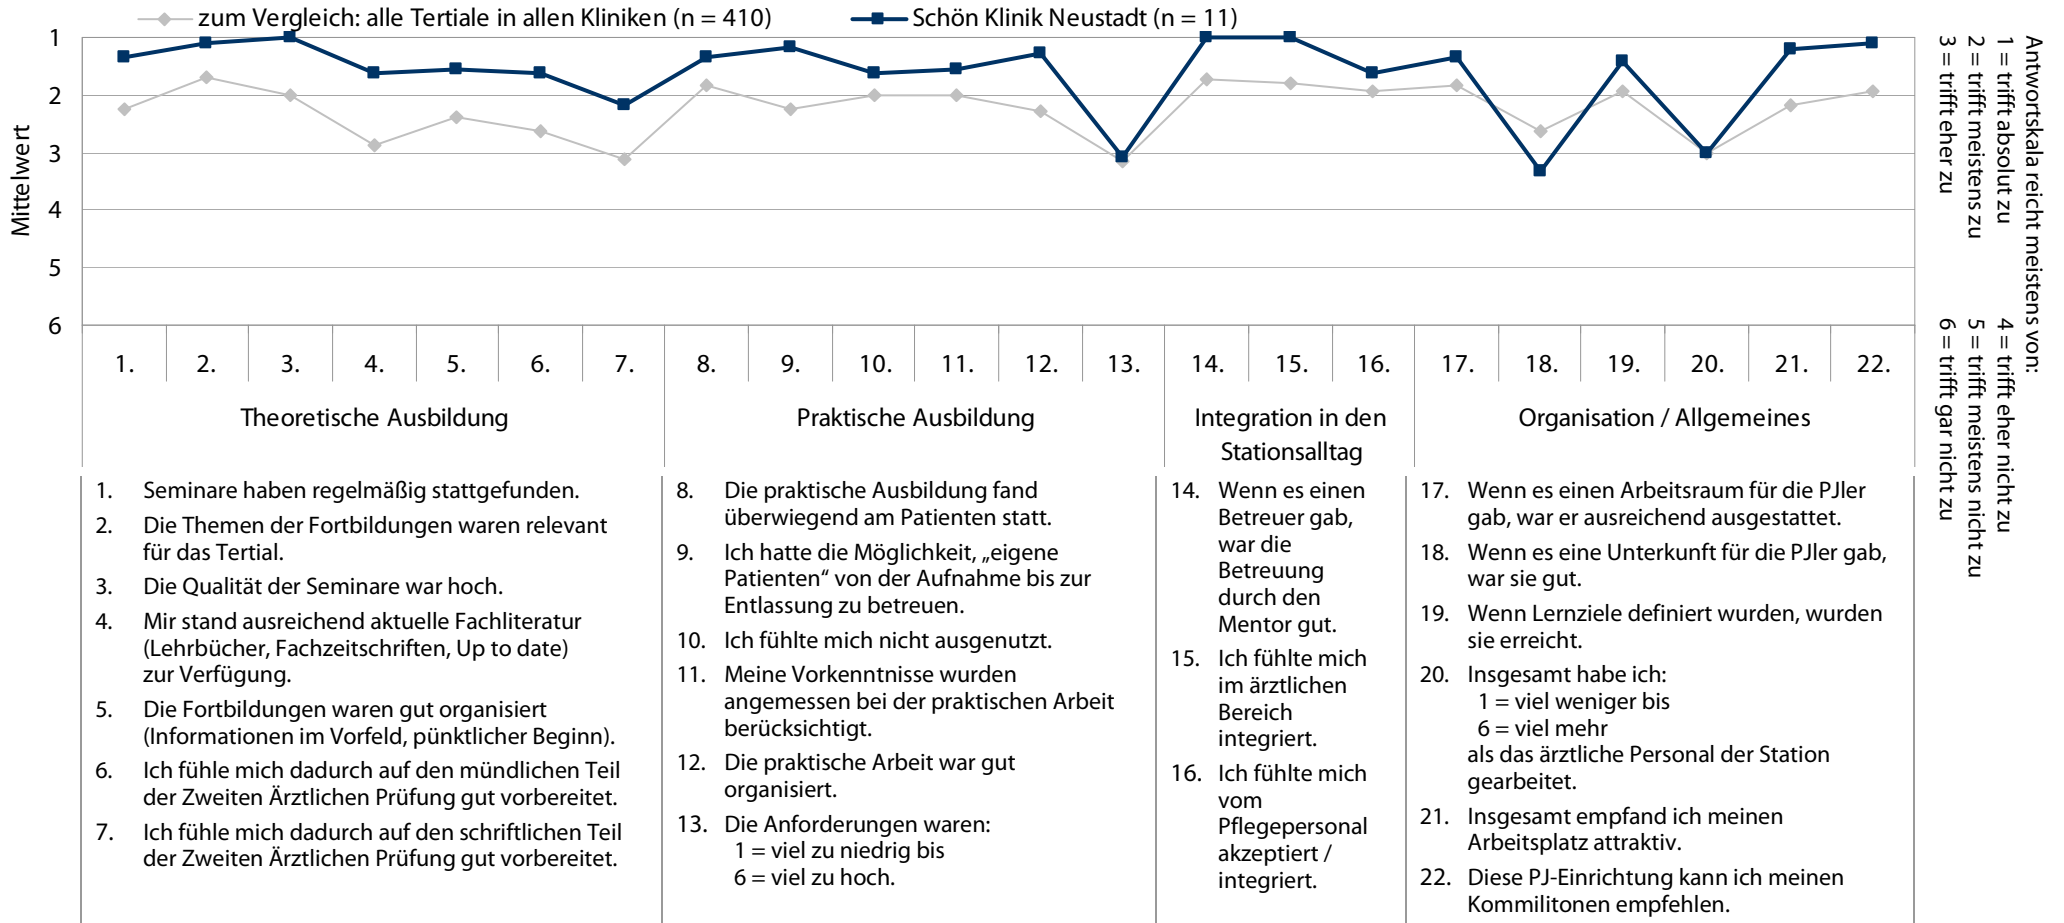 zum Vergleich: alle Tertiale in allen Kliniken (n = 410)
Schön Klinik Neustadt (n = 11)
Mittelwert
1
2
3
4
5
6
1.
2.
3.
4.
5.
6.
7.
8.
9.
10.
11.
12.
13.
14.
15.
16.
17.
18.
19.
20.
21.
22.
Theoretische Ausbildung
Praktische Ausbildung
Integration in den
Stationsalltag
Organisation / Allgemeines
Antwortskala reicht meistens von:
1 = trifft absolut zu
2 = trifft meistens zu
3 = trifft eher zu
4 = trifft eher nicht zu
5 = trifft meistens nicht zu
6 = trifft gar nicht zu
1. Seminare haben regelmäßig stattgefunden.
2. Die Themen der Fortbildungen waren relevant
für das Tertial.
3. Die Qualität der Seminare war hoch.
4. Mir stand ausreichend aktuelle Fachliteratur
(Lehrbücher, Fachzeitschriften, Up to date)
zur Verfügung.
5. Die Fortbildungen waren gut organisiert
(Informationen im Vorfeld, pünktlicher Beginn).
6. Ich fühle mich dadurch auf den mündlichen Teil
der Zweiten Ärztlichen Prüfung gut vorbereitet.
7. Ich fühle mich dadurch auf den schriftlichen Teil
der Zweiten Ärztlichen Prüfung gut vorbereitet.
8. Die praktische Ausbildung fand
überwiegend am Patienten statt.
9. Ich hatte die Möglichkeit, „eigene
Patienten“ von der Aufnahme bis zur
Entlassung zu betreuen.
10. Ich fühlte mich nicht ausgenutzt.
11. Meine Vorkenntnisse wurden
angemessen bei der praktischen Arbeit
berücksichtigt.
12. Die praktische Arbeit war gut
organisiert.
13. Die Anforderungen waren:
1 = viel zu niedrig bis
6 = viel zu hoch.
14. Wenn es einen
Betreuer gab,
war die
Betreuung
durch den
Mentor gut.
15. Ich fühlte mich
im ärztlichen
Bereich
integriert.
16. Ich fühlte mich
vom
Pflegepersonal
akzeptiert /
integriert.
17. Wenn es einen Arbeitsraum für die PJler
gab, war er ausreichend ausgestattet.
18. Wenn es eine Unterkunft für die PJler gab,
war sie gut.
19. Wenn Lernziele definiert wurden, wurden
sie erreicht.
20. Insgesamt habe ich:
1 = viel weniger bis
6 = viel mehr
als das ärztliche Personal der Station
gearbeitet.
21. Insgesamt empfand ich meinen
Arbeitsplatz attraktiv.
22. Diese PJ-Einrichtung kann ich meinen
Kommilitonen empfehlen.